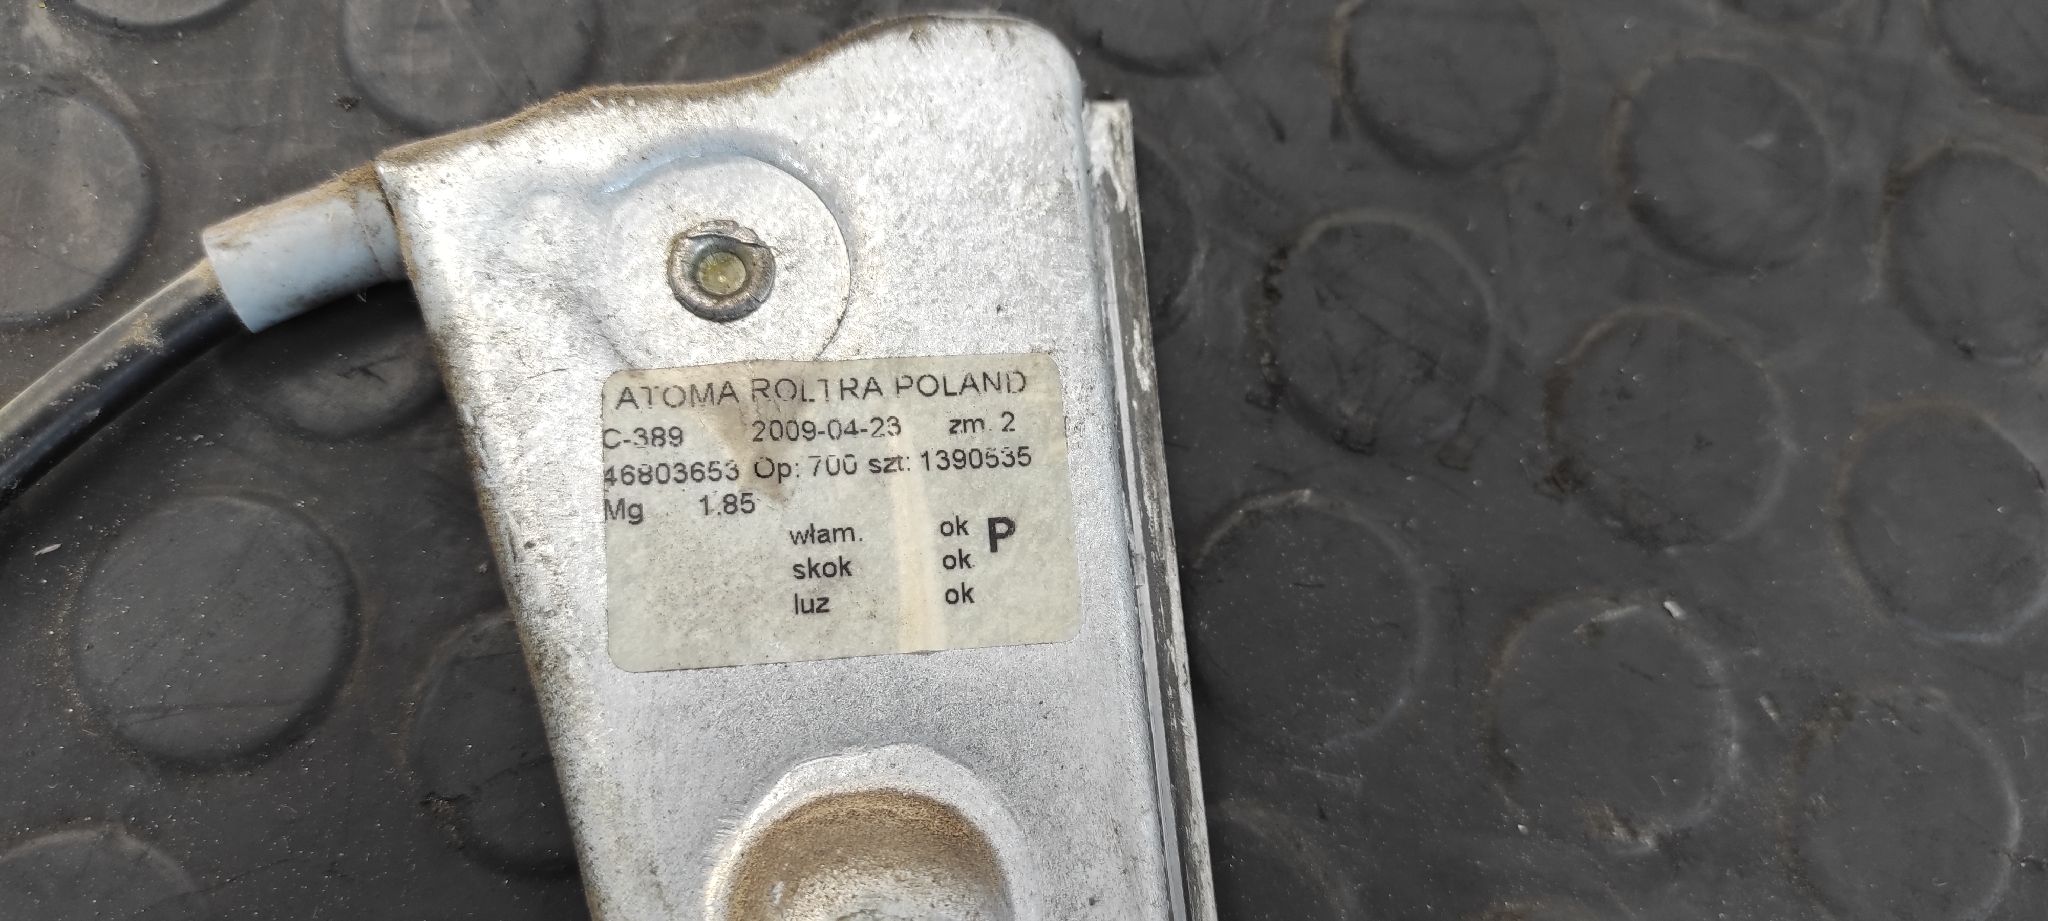 ATOMA ROLTRA POLAND
C-389 2009-04-23 zm. 2
46803653 Op: 700 szt: 1390535
Mg 1.85
włam. ok P
skok ok
luz ok